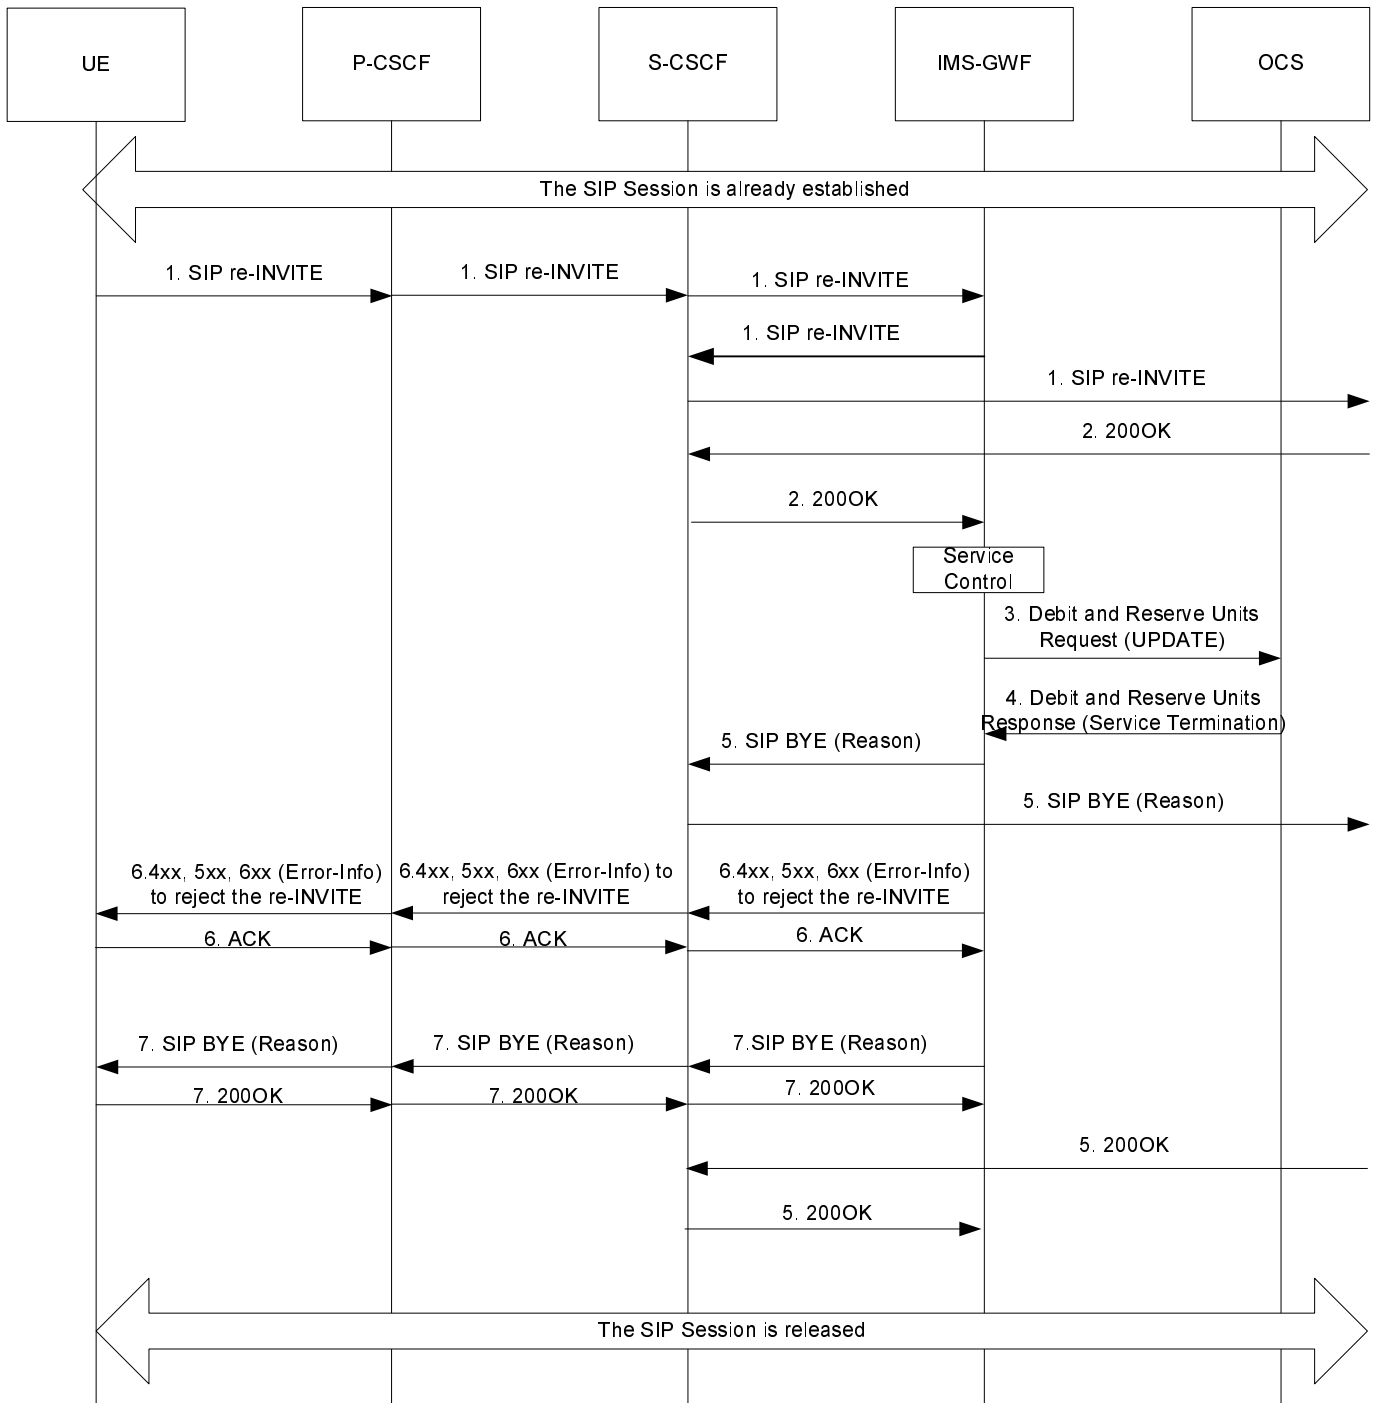 UE
P-CSCF
S-CSCF
IMS-GWF
OCS
The SIP Session is already established
1. SIP re-INVITE
1. SIP re-INVITE
1. SIP re-INVITE
1. SIP re-INVITE
1. SIP re-INVITE
2. 200OK
2. 200OK
Service
Control
3. Debit and Reserve Units
Request (UPDATE)
4. Debit and Reserve Units
Response (Service Termination)
5. SIP BYE (Reason)
5. SIP BYE (Reason)
6.4xx, 5xx, 6xx (Error-Info)
to reject the re-INVITE
6.4xx, 5xx, 6xx (Error-Info) to
reject the re-INVITE
6.4xx, 5xx, 6xx (Error-Info)
to reject the re-INVITE
6. ACK
6. ACK
6. ACK
7. SIP BYE (Reason)
7. SIP BYE (Reason)
7.SIP BYE (Reason)
7. 200OK
7. 200OK
7. 200OK
5. 200OK
5. 200OK
The SIP Session is released